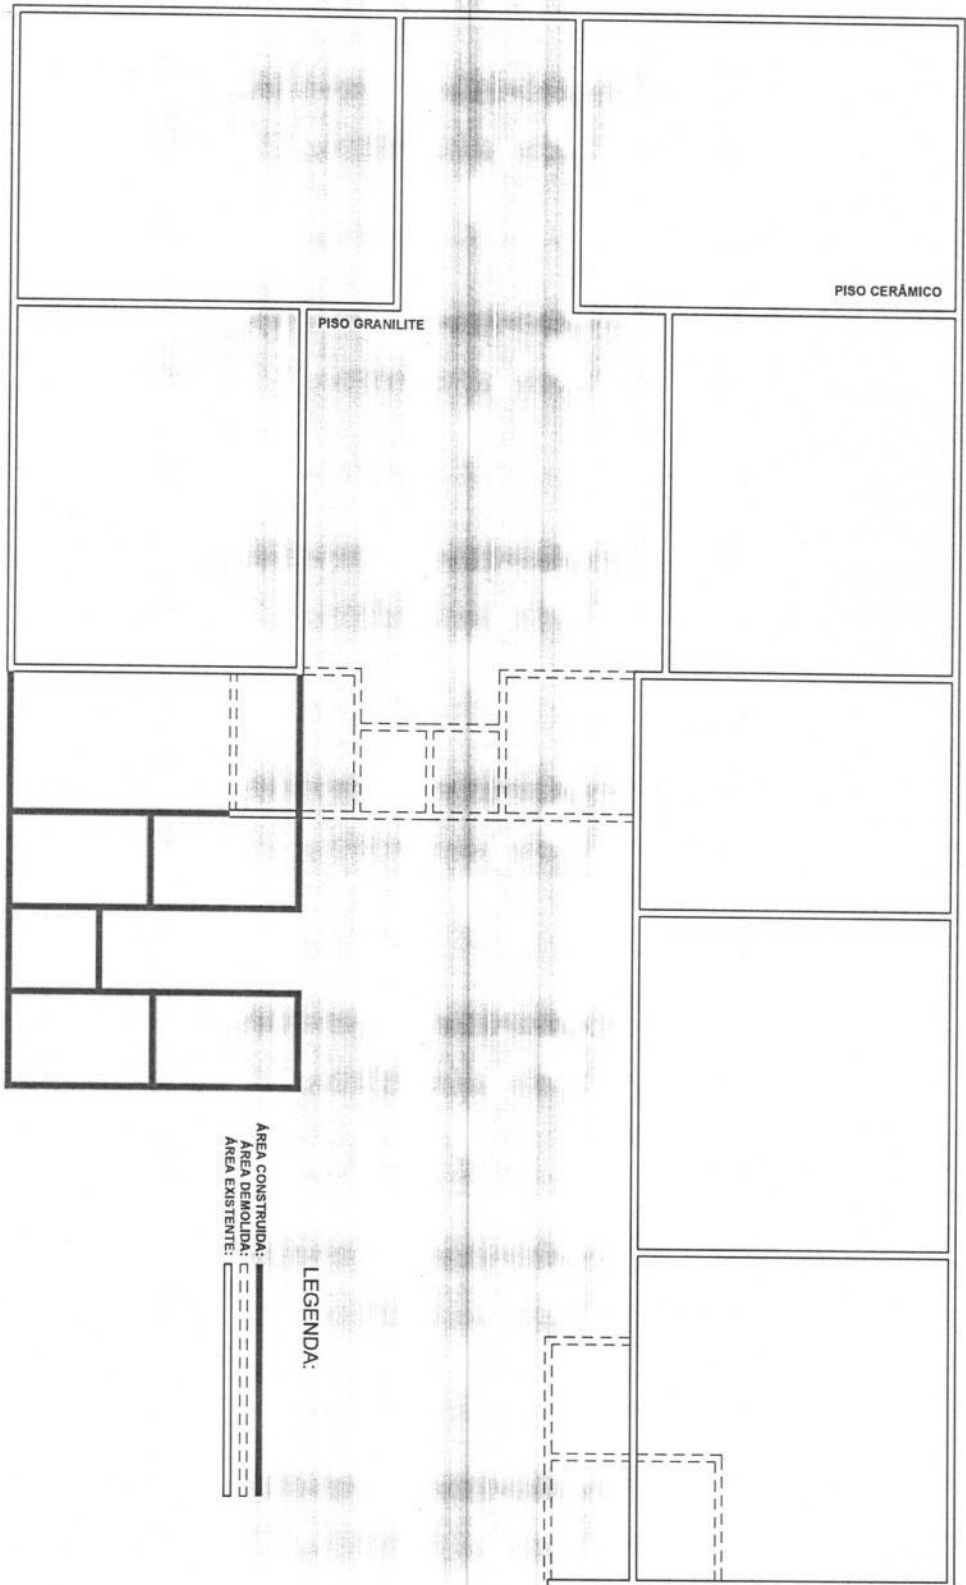 PISO CERÂMICO
PISO GRANILITE
LEGENDA:
ÁREA CONSTRUIDA:
ÁREA DEMOLIDA:
ÁREA EXISTENTE: